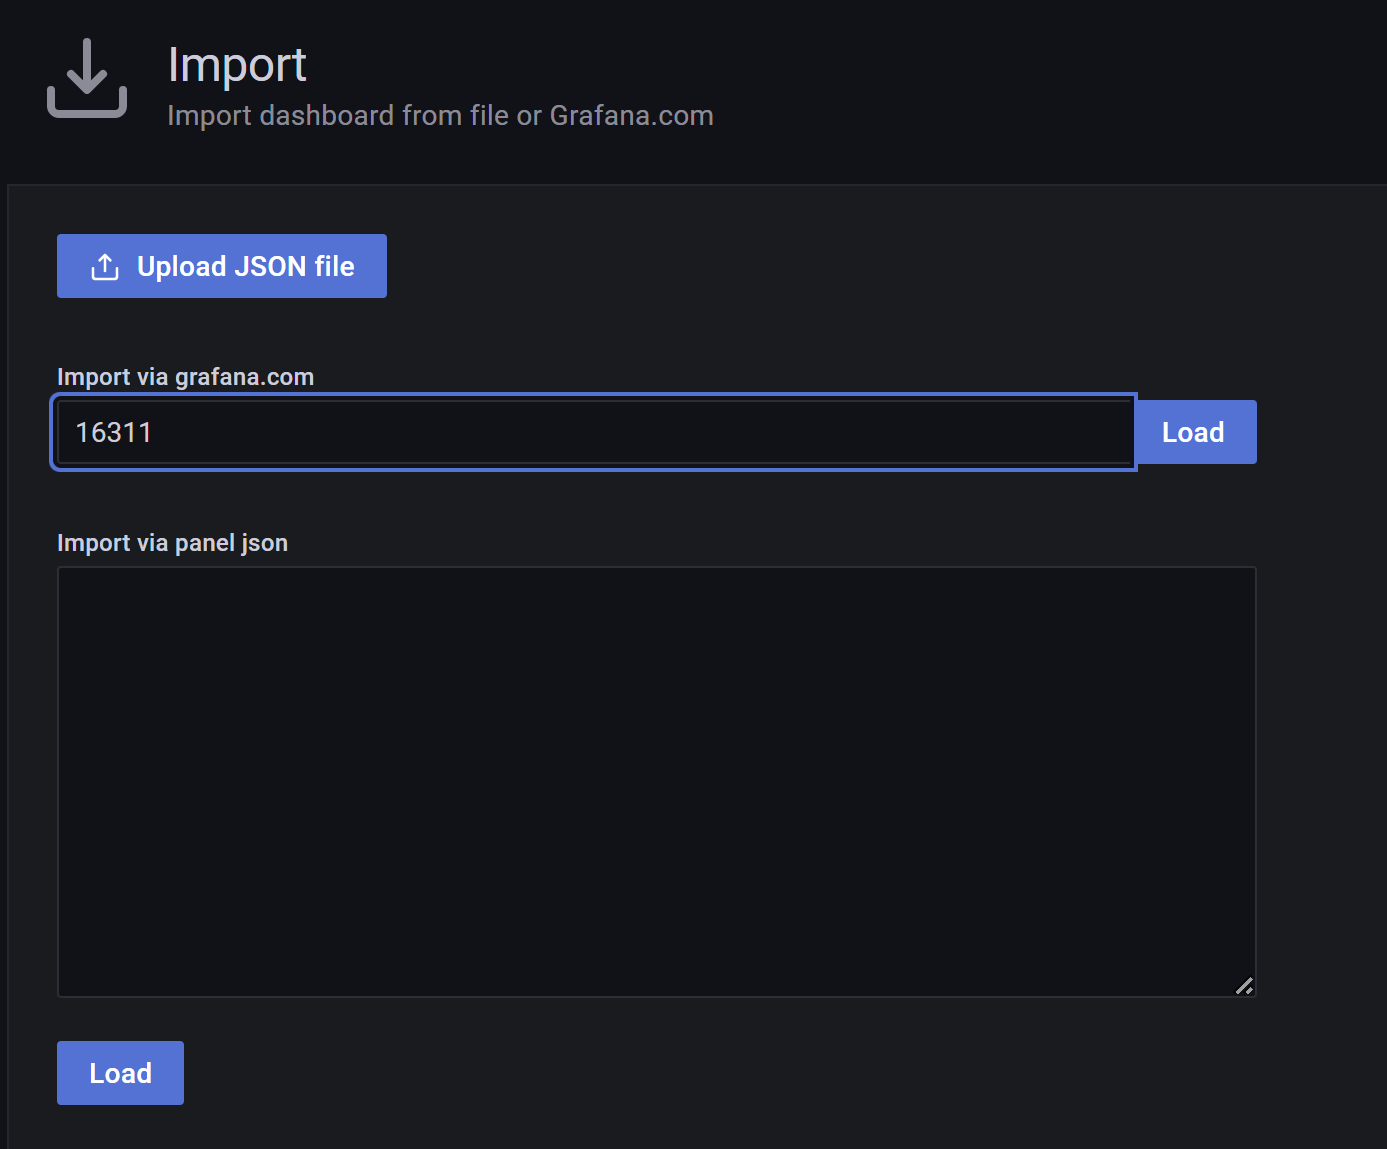 Import
Import dashboard from file or Grafana.com
Upload JSON file
Import via grafana.com
16311
Load
Import via panel json
Load